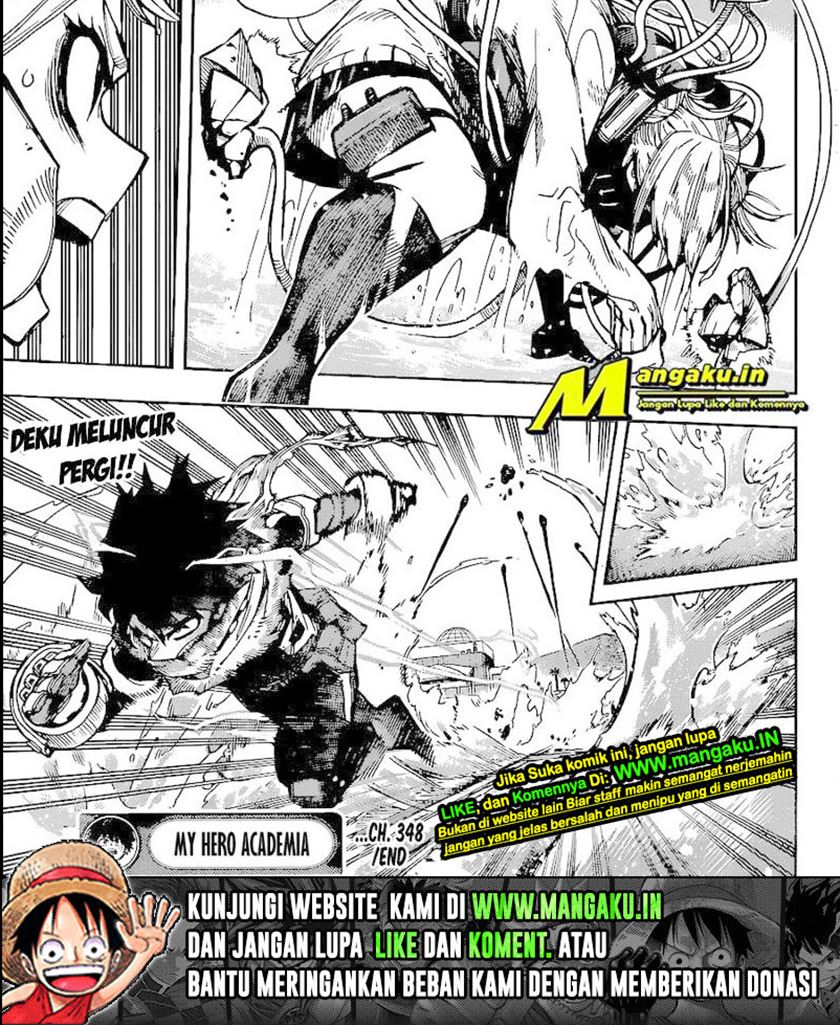 Mangaku.in
Jangan Lupa Like dan Komennya
DEKU MELUNCUR
PERGI!!
Jika Suka komik ini, jangan lupa
LIKE, dan Komennya Di: WWW.mangaku.IN
Bukan di website lain Biar staff makin semangat nerjemahin
jangan yang jelas bersalah dan menipu yang di semangatin
MY HERO ACADEMIA
...CH. 348
/END
KUNJUNGI WEBSITE KAMI DI WWW.MANGAKU.IN
DAN JANGAN LUPA LIKE DAN KOMENT. ATAU
BANTU MERINGANKAN BEBAN KAMI DENGAN MEMBERIKAN DONASI